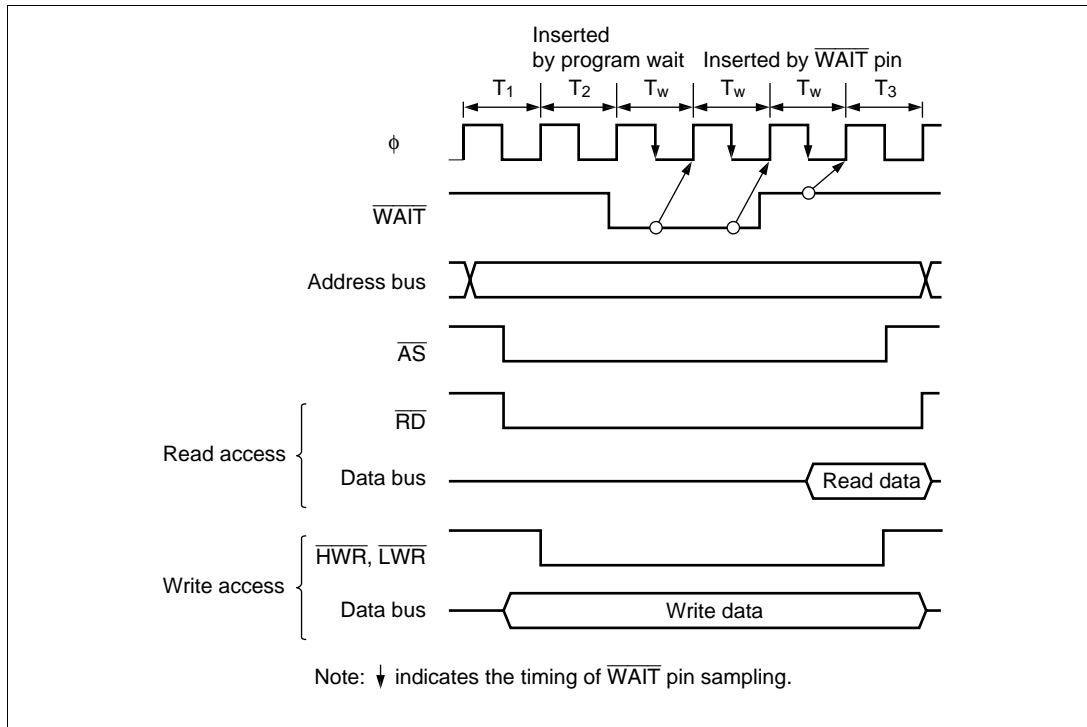 Inserted
by program wait
Inserted by WAIT pin
T1 T2 Tw Tw Tw T3
ϕ
WAIT
Address bus
AS
RD
Read access
Data bus
Read data
HWR, LWR
Write access
Data bus
Write data
Note: ↓ indicates the timing of WAIT pin sampling.